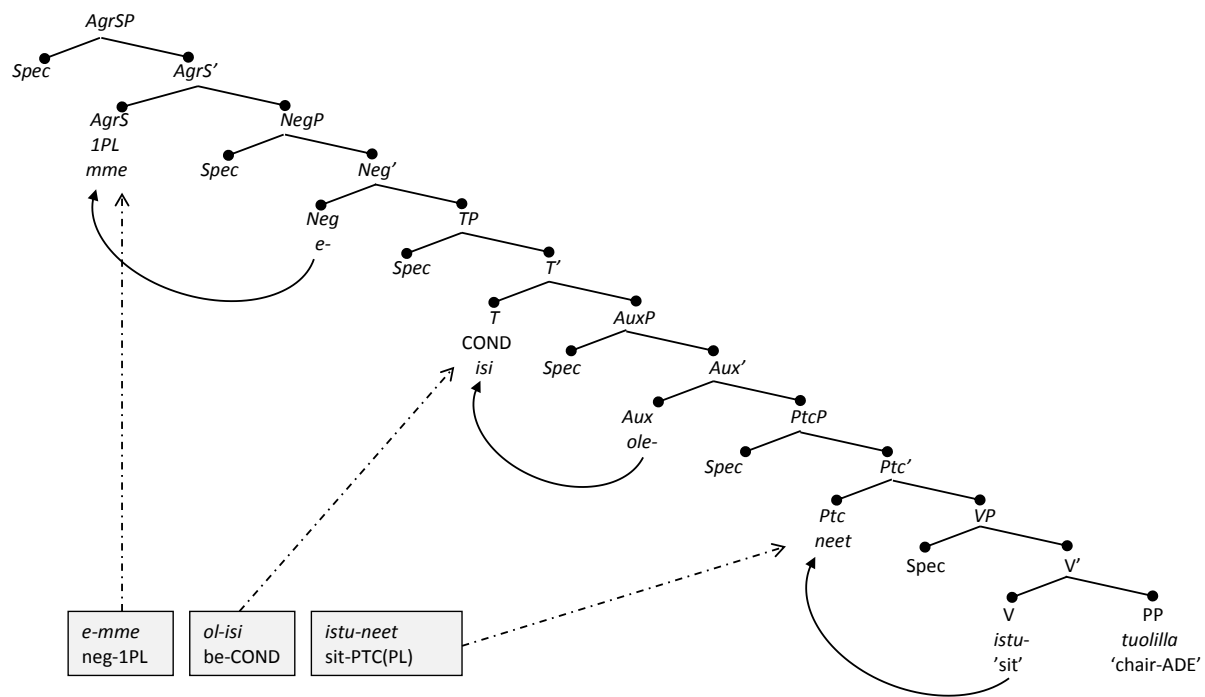 AgrSP
Spec
AgrS’
AgrS
1PL
mme
NegP
Spec
Neg’
Neg
e-
TP
Spec
T’
T
COND
isi
AuxP
Spec
Aux’
Aux
ole-
PtcP
Spec
Ptc’
Ptc
neet
VP
Spec
V’
V
istu-
’sit’
PP
tuolilla
‘chair-ADE’
e-mme
neg-1PL
ol-isi
be-COND
istu-neet
sit-PTC(PL)